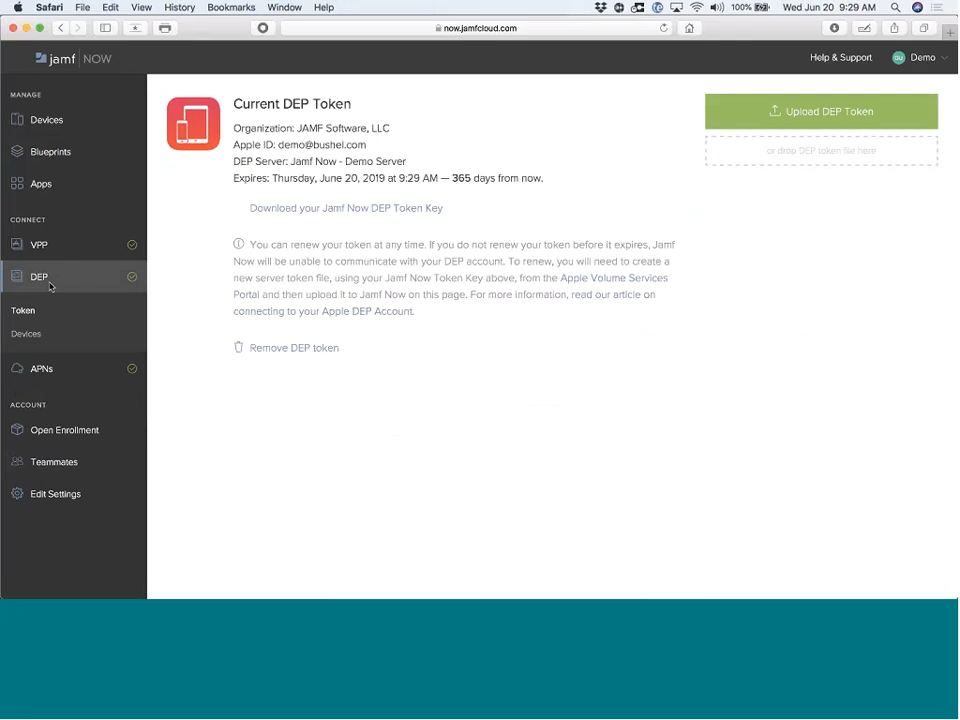 Safari File Edit View History Bookmarks Window Help 100% Wed Jun 20 9:29 AM
now.jamfcloud.com
jamf NOW
Help & Support Demo
MANAGE
Devices
Blueprints
Apps
CONNECT
VPP
DEP
Token
Devices
APNs
ACCOUNT
Open Enrollment
Teammates
Edit Settings
Current DEP Token
Organization: JAMF Software, LLC
Apple ID: demo@bushel.com
DEP Server: Jamf Now - Demo Server
Expires: Thursday, June 20, 2019 at 9:29 AM — 365 days from now.
Download your Jamf Now DEP Token Key
You can renew your token at any time. If you do not renew your token before it expires, Jamf
Now will be unable to communicate with your DEP account. To renew, you will need to create a
new server token file, using your Jamf Now Token Key above, from the Apple Volume Services
Portal and then upload it to Jamf Now on this page. For more information, read our article on
connecting to your Apple DEP Account.
Remove DEP token
Upload DEP Token
or drop DEP token file here